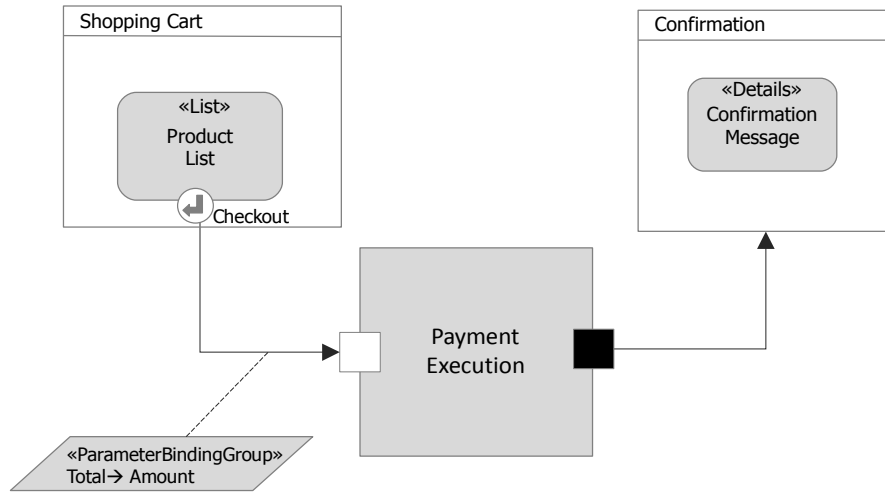 Shopping Cart
«List»
Product
List
Checkout
Confirmation
«Details»
Confirmation
Message
Payment
Execution
«ParameterBindingGroup»
Total→ Amount